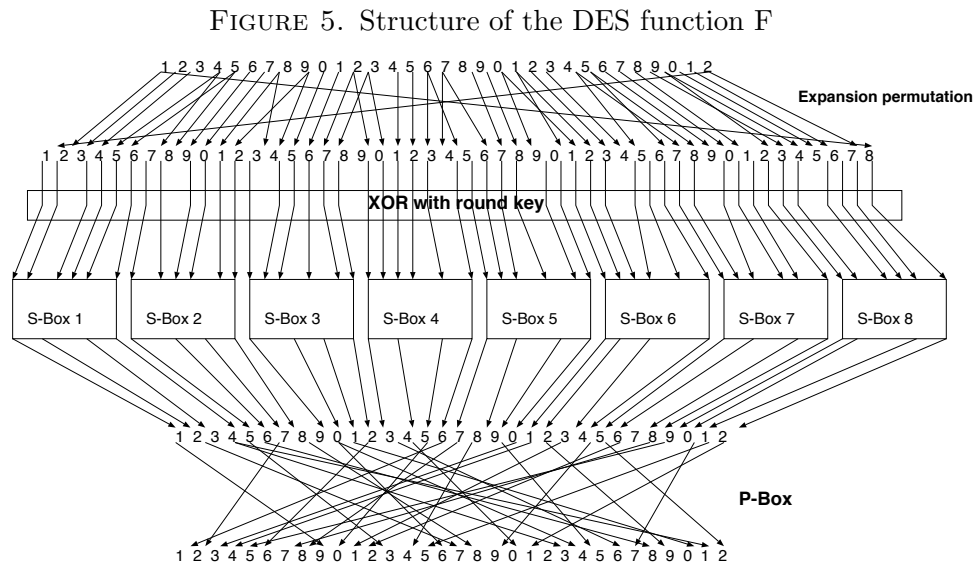 FIGURE 5. Structure of the DES function F
1 2 3 4 5 6 7 8 9 0 1 2 3 4 5 6 7 8 9 0 1 2 3 4 5 6 7 8 9 0 1 2
Expansion permutation
1 2 3 4 5 6 7 8 9 0 1 2 3 4 5 6 7 8 9 0 1 2 3 4 5 6 7 8 9 0 1 2 3 4 5 6 7 8 9 0 1 2 3 4 5 6 7 8
XOR with round key
S-Box 1 S-Box 2 S-Box 3 S-Box 4 S-Box 5 S-Box 6 S-Box 7 S-Box 8
1 2 3 4 5 6 7 8 9 0 1 2 3 4 5 6 7 8 9 0 1 2 3 4 5 6 7 8 9 0 1 2
P-Box
1 2 3 4 5 6 7 8 9 0 1 2 3 4 5 6 7 8 9 0 1 2 3 4 5 6 7 8 9 0 1 2